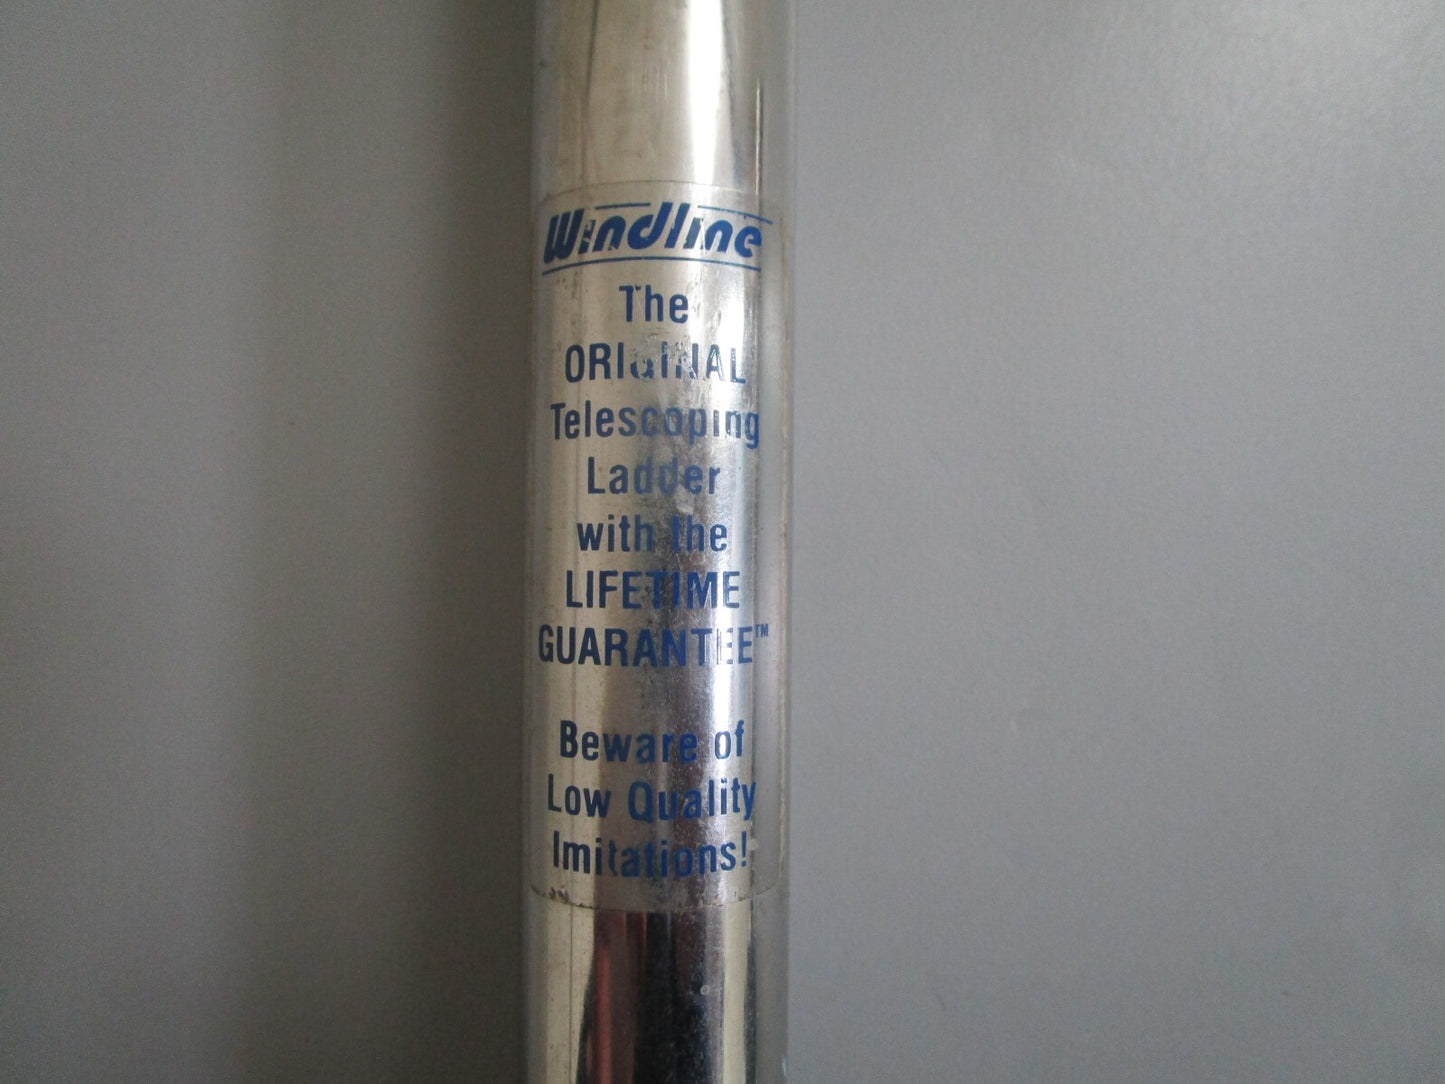 Windline
The
ORIGINAL
Telescoping
Ladder
with the
LIFETIME
GUARANTEE™
Beware of
Low Quality
Imitations!